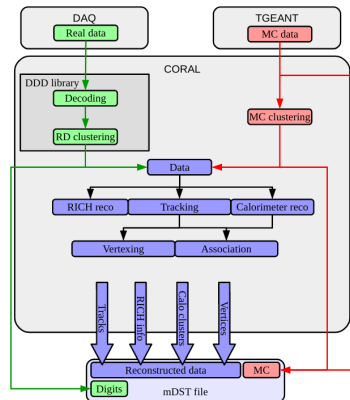 DAQ
TGEANT
Real data
MC data
CORAL
DDD library
Decoding
RD clustering
MC clustering
Data
RICH reco
Tracking
Calorimeter reco
Vertexing
Association
Tracks
RICH info
Calo clusters
Vertices
Reconstructed data
MC
Digits
mDST file